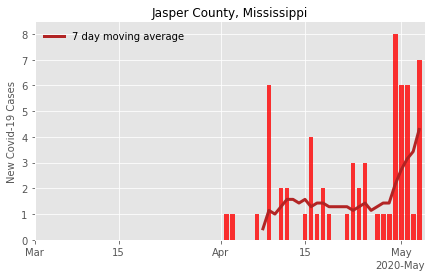 Jasper County, Mississippi
7 day moving average
New Covid-19 Cases
8
7
6
5
4
3
2
1
0
Mar 15 Apr 15 May
2020-May